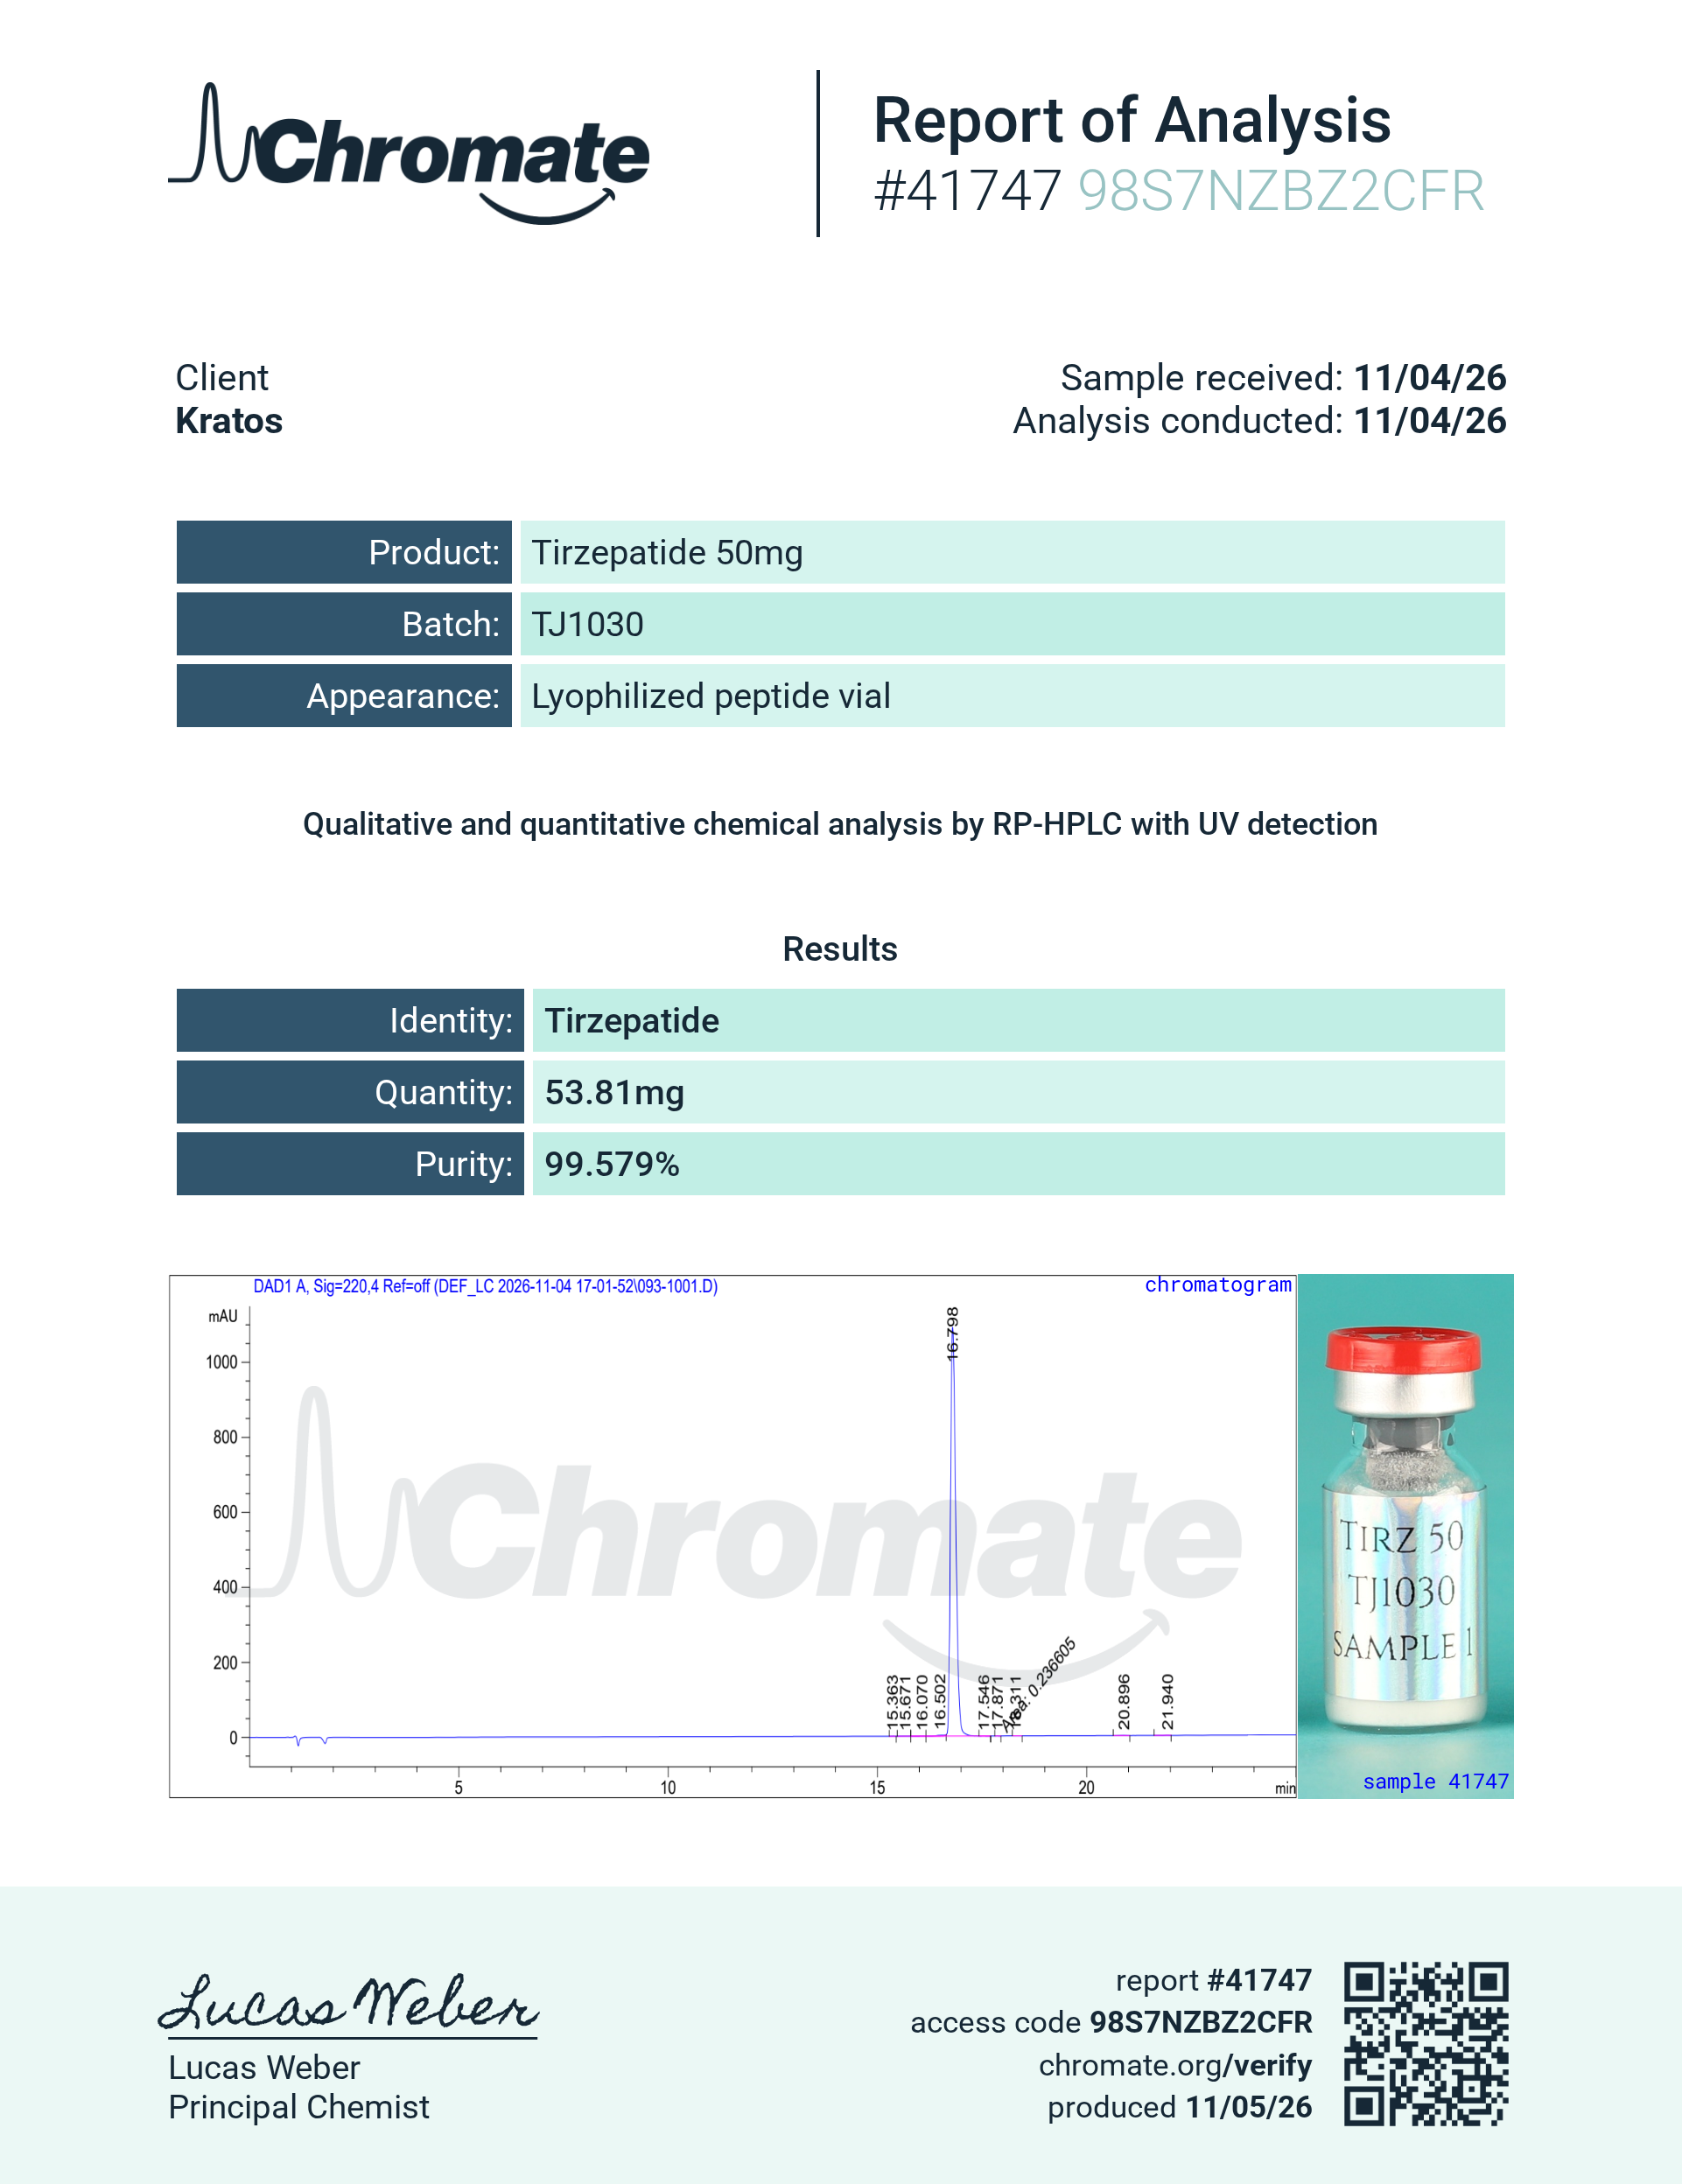 Chromate
Report of Analysis
#41747 98S7NZBZ2CFR
Client
Kratos
Sample received: 11/04/26
Analysis conducted: 11/04/26
Product: Tirzepatide 50mg
Batch: TJ1030
Appearance: Lyophilized peptide vial
Qualitative and quantitative chemical analysis by RP-HPLC with UV detection
Results
Identity: Tirzepatide
Quantity: 53.81mg
Purity: 99.579%
DAD1 A, Sig=220,4 Ref=off (DEF_LC 2026-11-04 17-01-52\093-1001.D)
chromatogram
mAU
1000
800
600
400
200
0
Chromate
15.363
15.671
16.070
16.502
16.798
17.546
17.871
18.311
Area: 0.236605
20.896
21.940
5
10
15
20
min
TIRZ 50
TJ1030
SAMPLE 1
sample 41747
Lucas Weber
Lucas Weber
Principal Chemist
report #41747
access code 98S7NZBZ2CFR
chromate.org/verify
produced 11/05/26